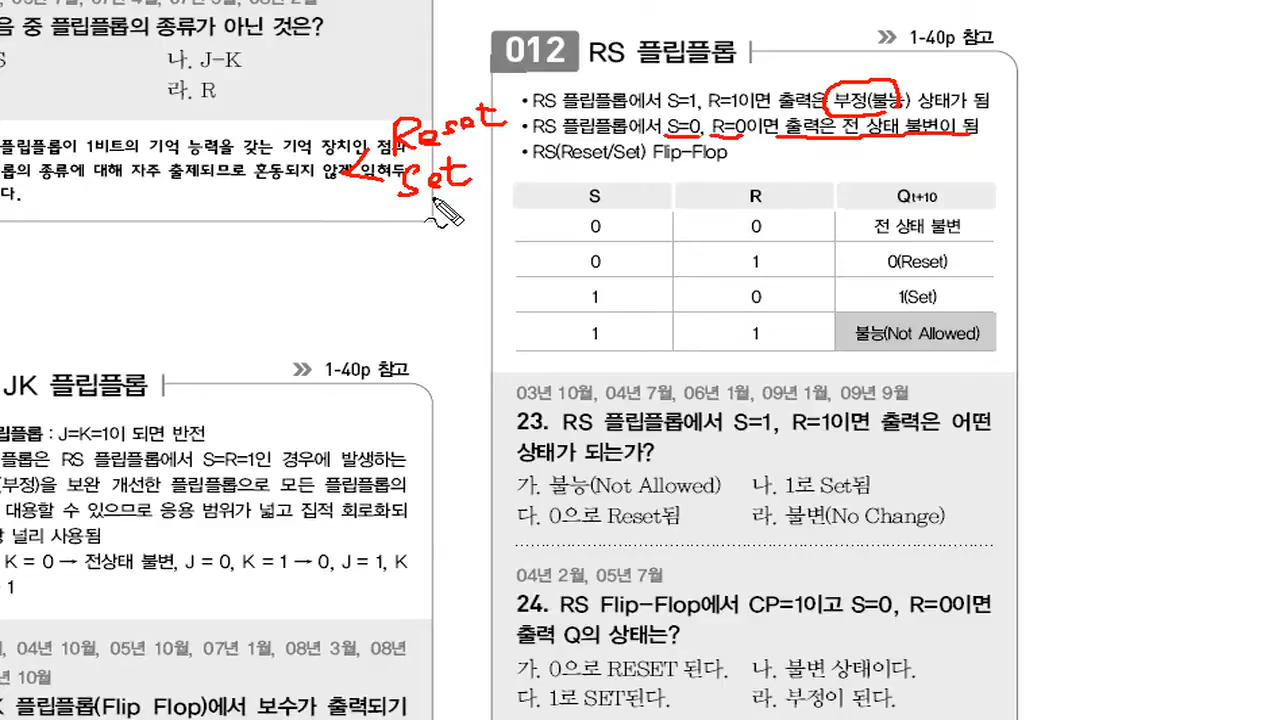 음 중 플립플롭의 종류가 아닌 것은?
나. J-K
라. R
플립플롭이 1비트의 기억 능력을 갖는 기억 장치인 점과
롭의 종류에 대해 자주 출제되므로 혼동되지 않게 익혀두
다.
Reset
Set
1-40p 참고
JK 플립플롭
립플롭 : J=K=1이 되면 반전
플롭은 RS 플립플롭에서 S=R=1인 경우에 발생하는
(부정)을 보완 개선한 플립플롭으로 모든 플립플롭의
대용할 수 있으므로 응용 범위가 넓고 집적 회로화되
널리 사용됨
K = 0 → 전상태 불변, J = 0, K = 1 → 0, J = 1, K
1
04년 10월, 05년 10월, 07년 1월, 08년 3월, 08년
년 10월
K 플립플롭(Flip Flop)에서 보수가 출력되기
1-40p 참고
012 RS 플립플롭
• RS 플립플롭에서 S=1, R=1이면 출력은 부정(불능) 상태가 됨
• RS 플립플롭에서 S=0, R=0이면 출력은 전 상태 불변이 됨
• RS(Reset/Set) Flip-Flop
S R Qt+10
0 0 전 상태 불변
0 1 0(Reset)
1 0 1(Set)
1 1 불능(Not Allowed)
03년 10월, 04년 7월, 06년 1월, 09년 1월, 09년 9월
23. RS 플립플롭에서 S=1, R=1이면 출력은 어떤
상태가 되는가?
가. 불능(Not Allowed) 나. 1로 Set됨
다. 0으로 Reset됨 라. 불변(No Change)
04년 2월, 05년 7월
24. RS Flip-Flop에서 CP=1이고 S=0, R=0이면
출력 Q의 상태는?
가. 0으로 RESET 된다. 나. 불변 상태이다.
다. 1로 SET된다. 라. 부정이 된다.